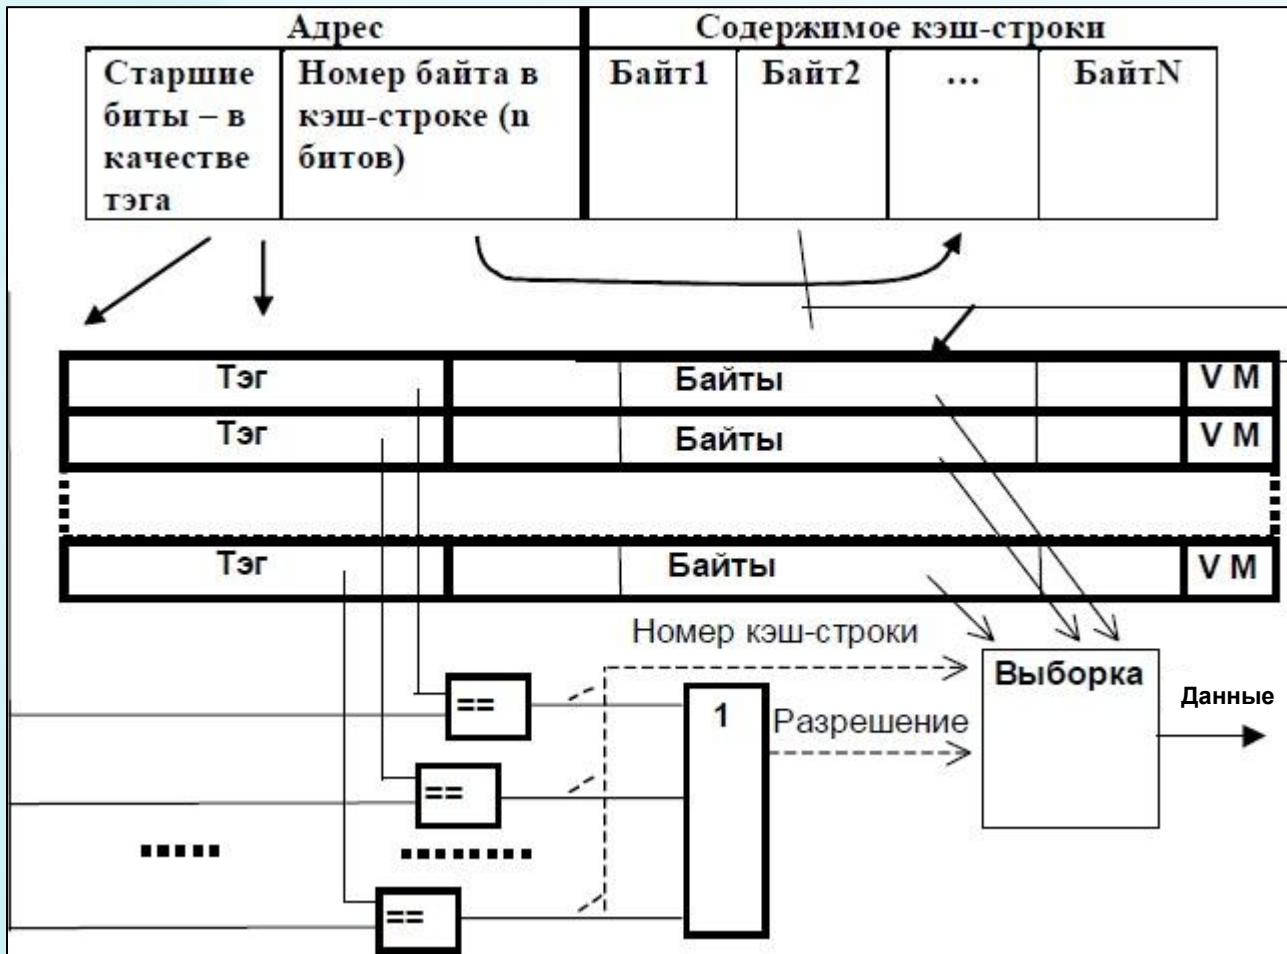 Адрес
Содержимое кэш-строки
Старшие
биты – в
качестве
тэга
Номер байта в
кэш-строке (n
битов)
Байт1
Байт2
...
БайтN
Тэг
Байты
V M
Тэг
Байты
V M
Тэг
Байты
V M
Номер кэш-строки
Выборка
==
1
Данные
Разрешение
==
==